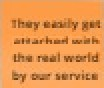 They easily get
attached with
the real world
by our service